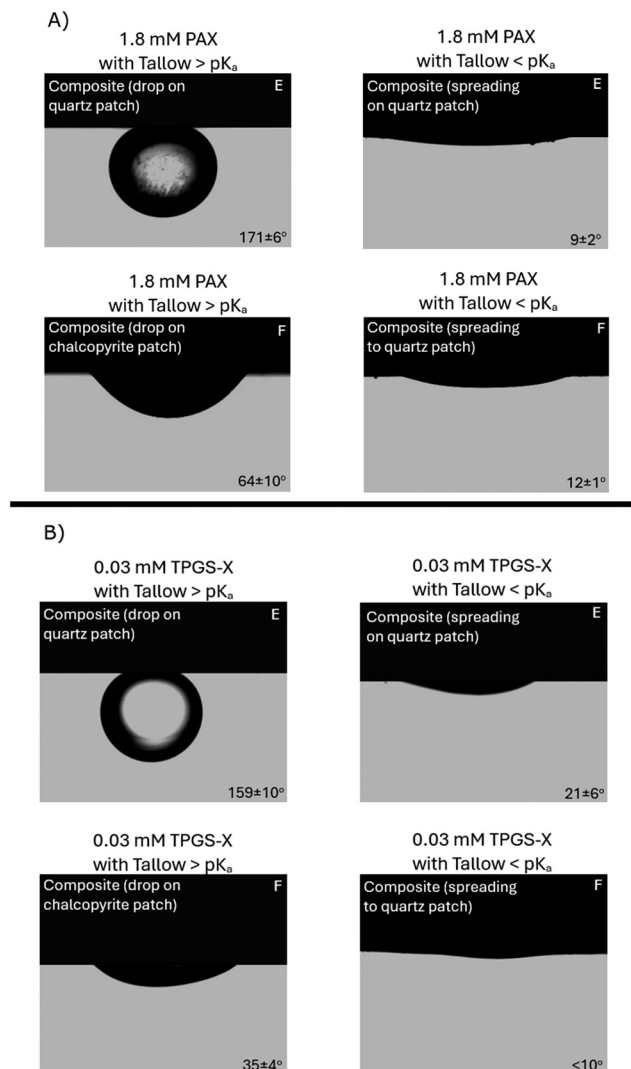 A)
1.8 mM PAX
with Tallow > pKₐ
Composite (drop on
quartz patch)
E
171±6°
1.8 mM PAX
with Tallow < pKₐ
Composite (spreading
on quartz patch)
E
9±2°
1.8 mM PAX
with Tallow > pKₐ
Composite (drop on
chalcopyrite patch)
F
64±10°
1.8 mM PAX
with Tallow < pKₐ
Composite (spreading
to quartz patch)
F
12±1°
B)
0.03 mM TPGS-X
with Tallow > pKₐ
Composite (drop on
quartz patch)
E
159±10°
0.03 mM TPGS-X
with Tallow < pKₐ
Composite (spreading
on quartz patch)
E
21±6°
0.03 mM TPGS-X
with Tallow > pKₐ
Composite (drop on
chalcopyrite patch)
F
35±4°
0.03 mM TPGS-X
with Tallow < pKₐ
Composite (spreading
to quartz patch)
F
<10°